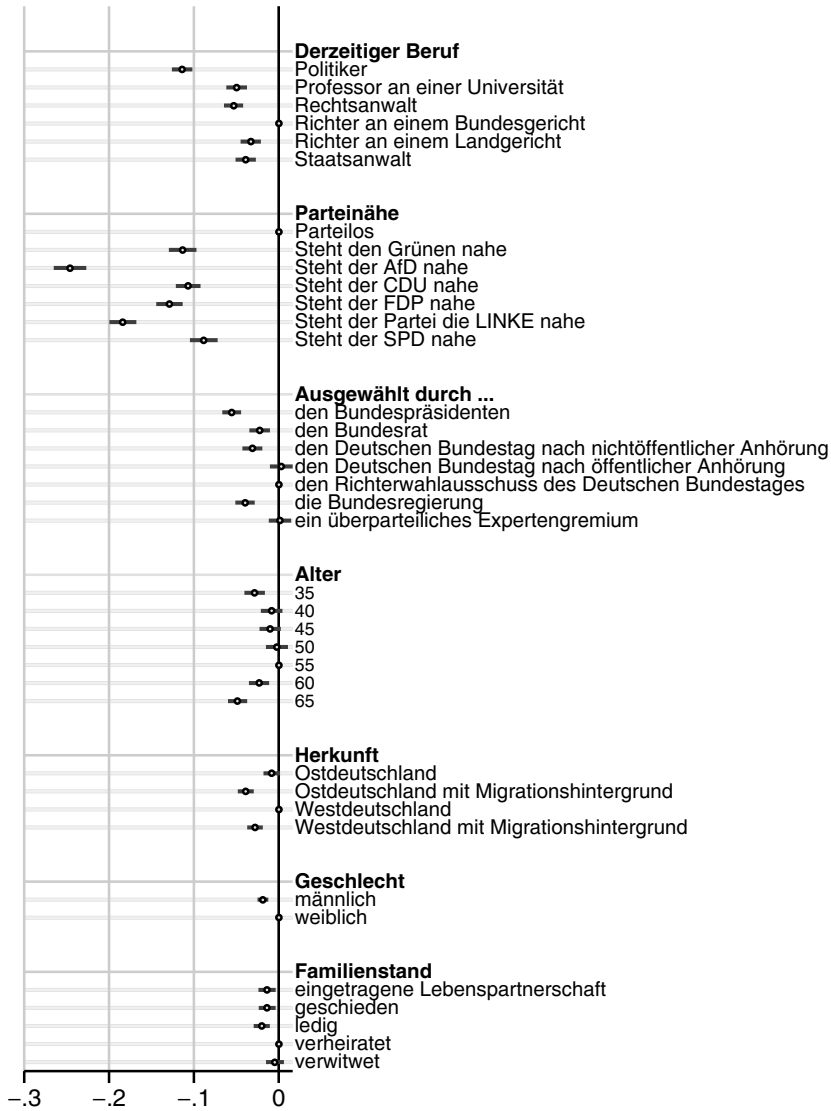 Derzeitiger Beruf
Politiker
Professor an einer Universität
Rechtsanwalt
Richter an einem Bundesgericht
Richter an einem Landgericht
Staatsanwalt
Parteinähe
Parteilos
Steht den Grünen nahe
Steht der AfD nahe
Steht der CDU nahe
Steht der FDP nahe
Steht der Partei die LINKE nahe
Steht der SPD nahe
Ausgewählt durch ...
den Bundespräsidenten
den Bundesrat
den Deutschen Bundestag nach nichtöffentlicher Anhörung
den Deutschen Bundestag nach öffentlicher Anhörung
den Richterwahlausschuss des Deutschen Bundestages
die Bundesregierung
ein überparteiliches Expertengremium
Alter
35
40
45
50
55
60
65
Herkunft
Ostdeutschland
Ostdeutschland mit Migrationshintergrund
Westdeutschland
Westdeutschland mit Migrationshintergrund
Geschlecht
männlich
weiblich
Familienstand
eingetragene Lebenspartnerschaft
geschieden
ledig
verheiratet
verwitwet
−.3 −.2 −.1 0